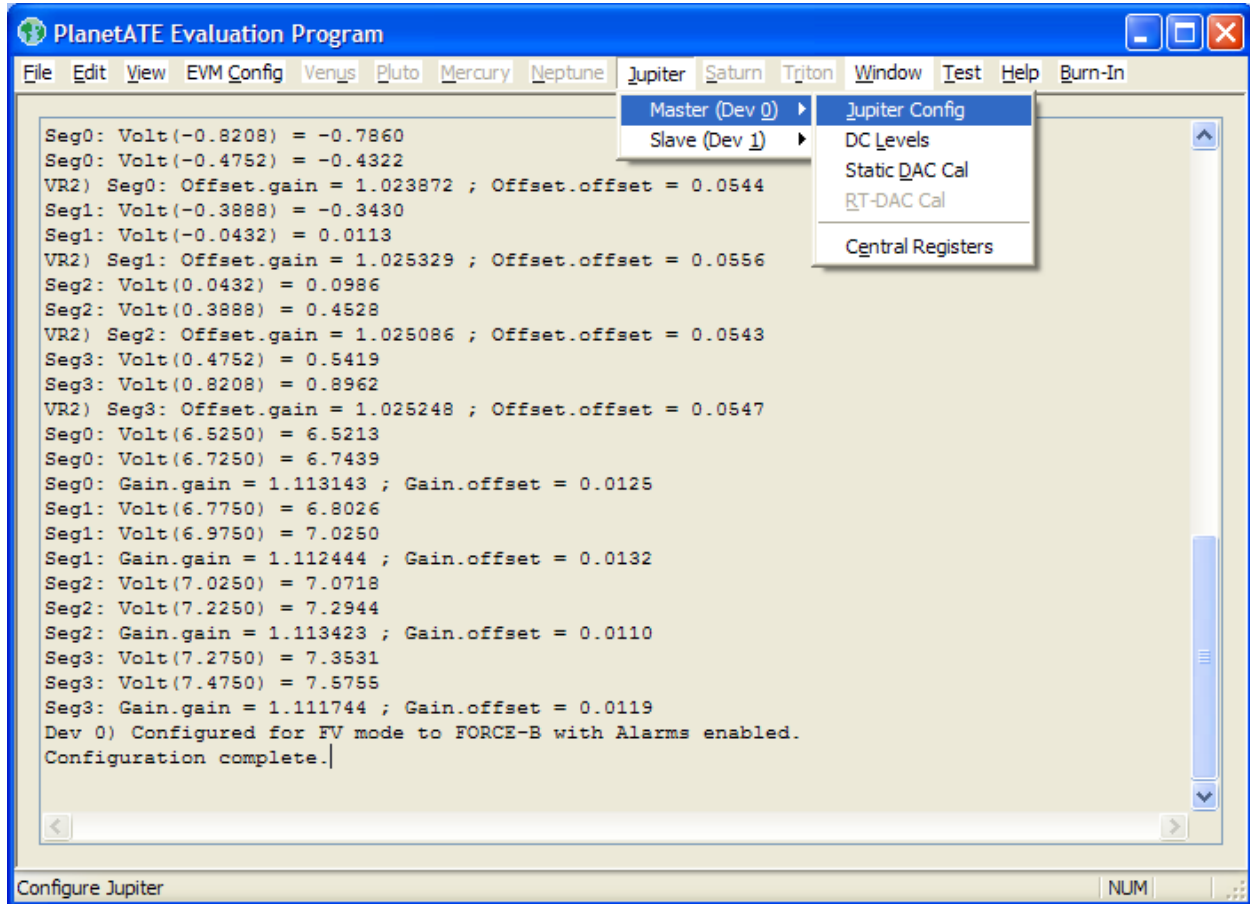 PlanetATE Evaluation Program
File Edit View EVM Config Venus Pluto Mercury Neptune Jupiter Saturn Triton Window Test Help Burn-In
Master (Dev 0)
Slave (Dev 1)
Jupiter Config
DC Levels
Static DAC Cal
RT-DAC Cal
Central Registers
Seg0: Volt(-0.8208) = -0.7860
Seg0: Volt(-0.4752) = -0.4322
VR2) Seg0: Offset.gain = 1.023872 ; Offset.offset = 0.0544
Seg1: Volt(-0.3888) = -0.3430
Seg1: Volt(-0.0432) = 0.0113
VR2) Seg1: Offset.gain = 1.025329 ; Offset.offset = 0.0556
Seg2: Volt(0.0432) = 0.0986
Seg2: Volt(0.3888) = 0.4528
VR2) Seg2: Offset.gain = 1.025086 ; Offset.offset = 0.0543
Seg3: Volt(0.4752) = 0.5419
Seg3: Volt(0.8208) = 0.8962
VR2) Seg3: Offset.gain = 1.025248 ; Offset.offset = 0.0547
Seg0: Volt(6.5250) = 6.5213
Seg0: Volt(6.7250) = 6.7439
Seg0: Gain.gain = 1.113143 ; Gain.offset = 0.0125
Seg1: Volt(6.7750) = 6.8026
Seg1: Volt(6.9750) = 7.0250
Seg1: Gain.gain = 1.112444 ; Gain.offset = 0.0132
Seg2: Volt(7.0250) = 7.0718
Seg2: Volt(7.2250) = 7.2944
Seg2: Gain.gain = 1.113423 ; Gain.offset = 0.0110
Seg3: Volt(7.2750) = 7.3531
Seg3: Volt(7.4750) = 7.5755
Seg3: Gain.gain = 1.111744 ; Gain.offset = 0.0119
Dev 0) Configured for FV mode to FORCE-B with Alarms enabled.
Configuration complete.
Configure Jupiter NUM